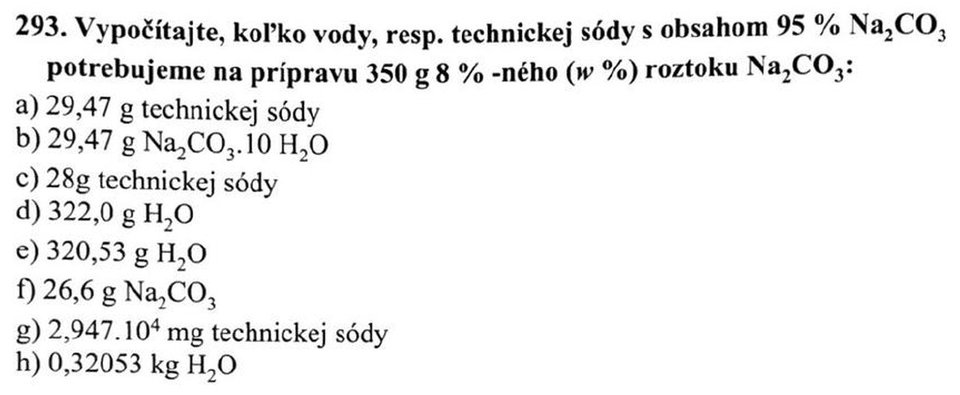 293. Vypočítajte, koľko vody, resp. technickej sódy s obsahom 95 % Na₂CO₃
potrebujeme na prípravu 350 g 8 % -ného (w %) roztoku Na₂CO₃:
a) 29,47 g technickej sódy
b) 29,47 g Na₂CO₃.10 H₂O
c) 28g technickej sódy
d) 322,0 g H₂O
e) 320,53 g H₂O
f) 26,6 g Na₂CO₃
g) 2,947.10⁴ mg technickej sódy
h) 0,32053 kg H₂O